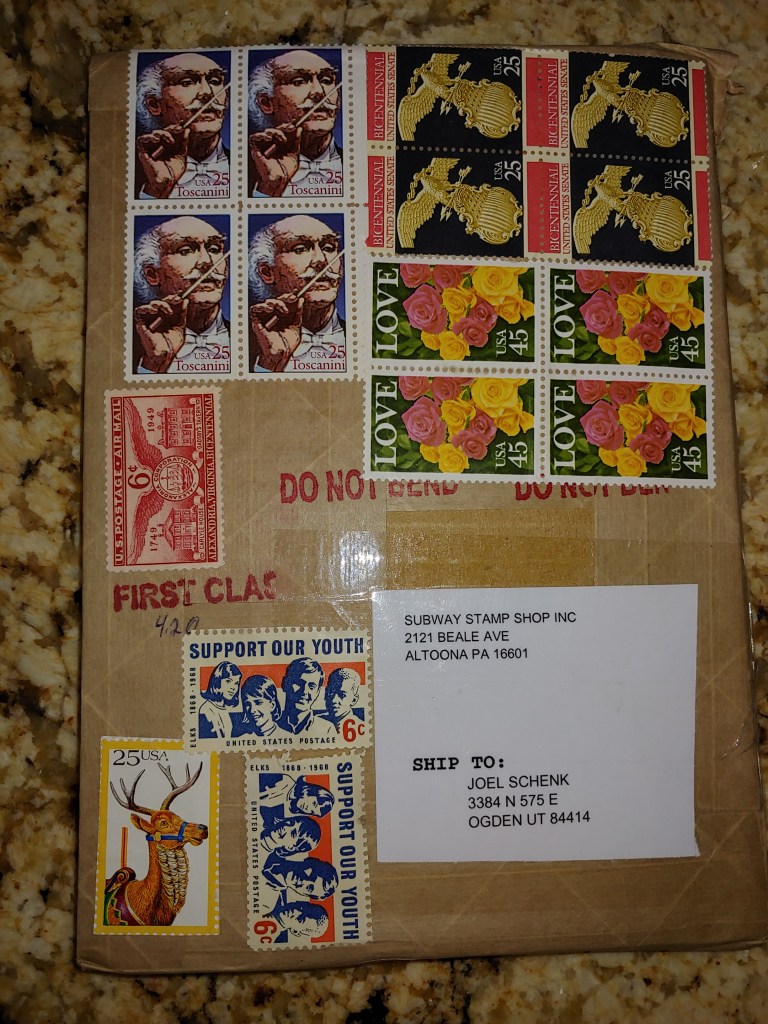 USA 25
Toscanini
USA 25
Toscanini
USA 25
Toscanini
USA 25
Toscanini
BICENTENNIAL
UNITED STATES SENATE
USA
25
BICENTENNIAL
UNITED STATES SENATE
USA
25
BICENTENNIAL
UNITED STATES SENATE
25
BICENTENNIAL
UNITED STATES SENATE
25
LOVE
USA
45
LOVE
USA
45
LOVE
USA
45
LOVE
USA
45
U.S. POSTAGE · AIR MAIL
6¢
1749 1949
ALEXANDRIA, VIRGINIA, BICENTENNIAL
DO NOT BEND DO NOT BEN
FIRST CLAS
4.20
SUPPORT OUR YOUTH
ELKS 1868 · 1968
UNITED STATES POSTAGE 6c
25 USA
ELKS 1868 · 1968
SUPPORT OUR YOUTH
UNITED STATES POSTAGE
6c
SUBWAY STAMP SHOP INC
2121 BEALE AVE
ALTOONA PA 16601
SHIP TO:
JOEL SCHENK
3384 N 575 E
OGDEN UT 84414